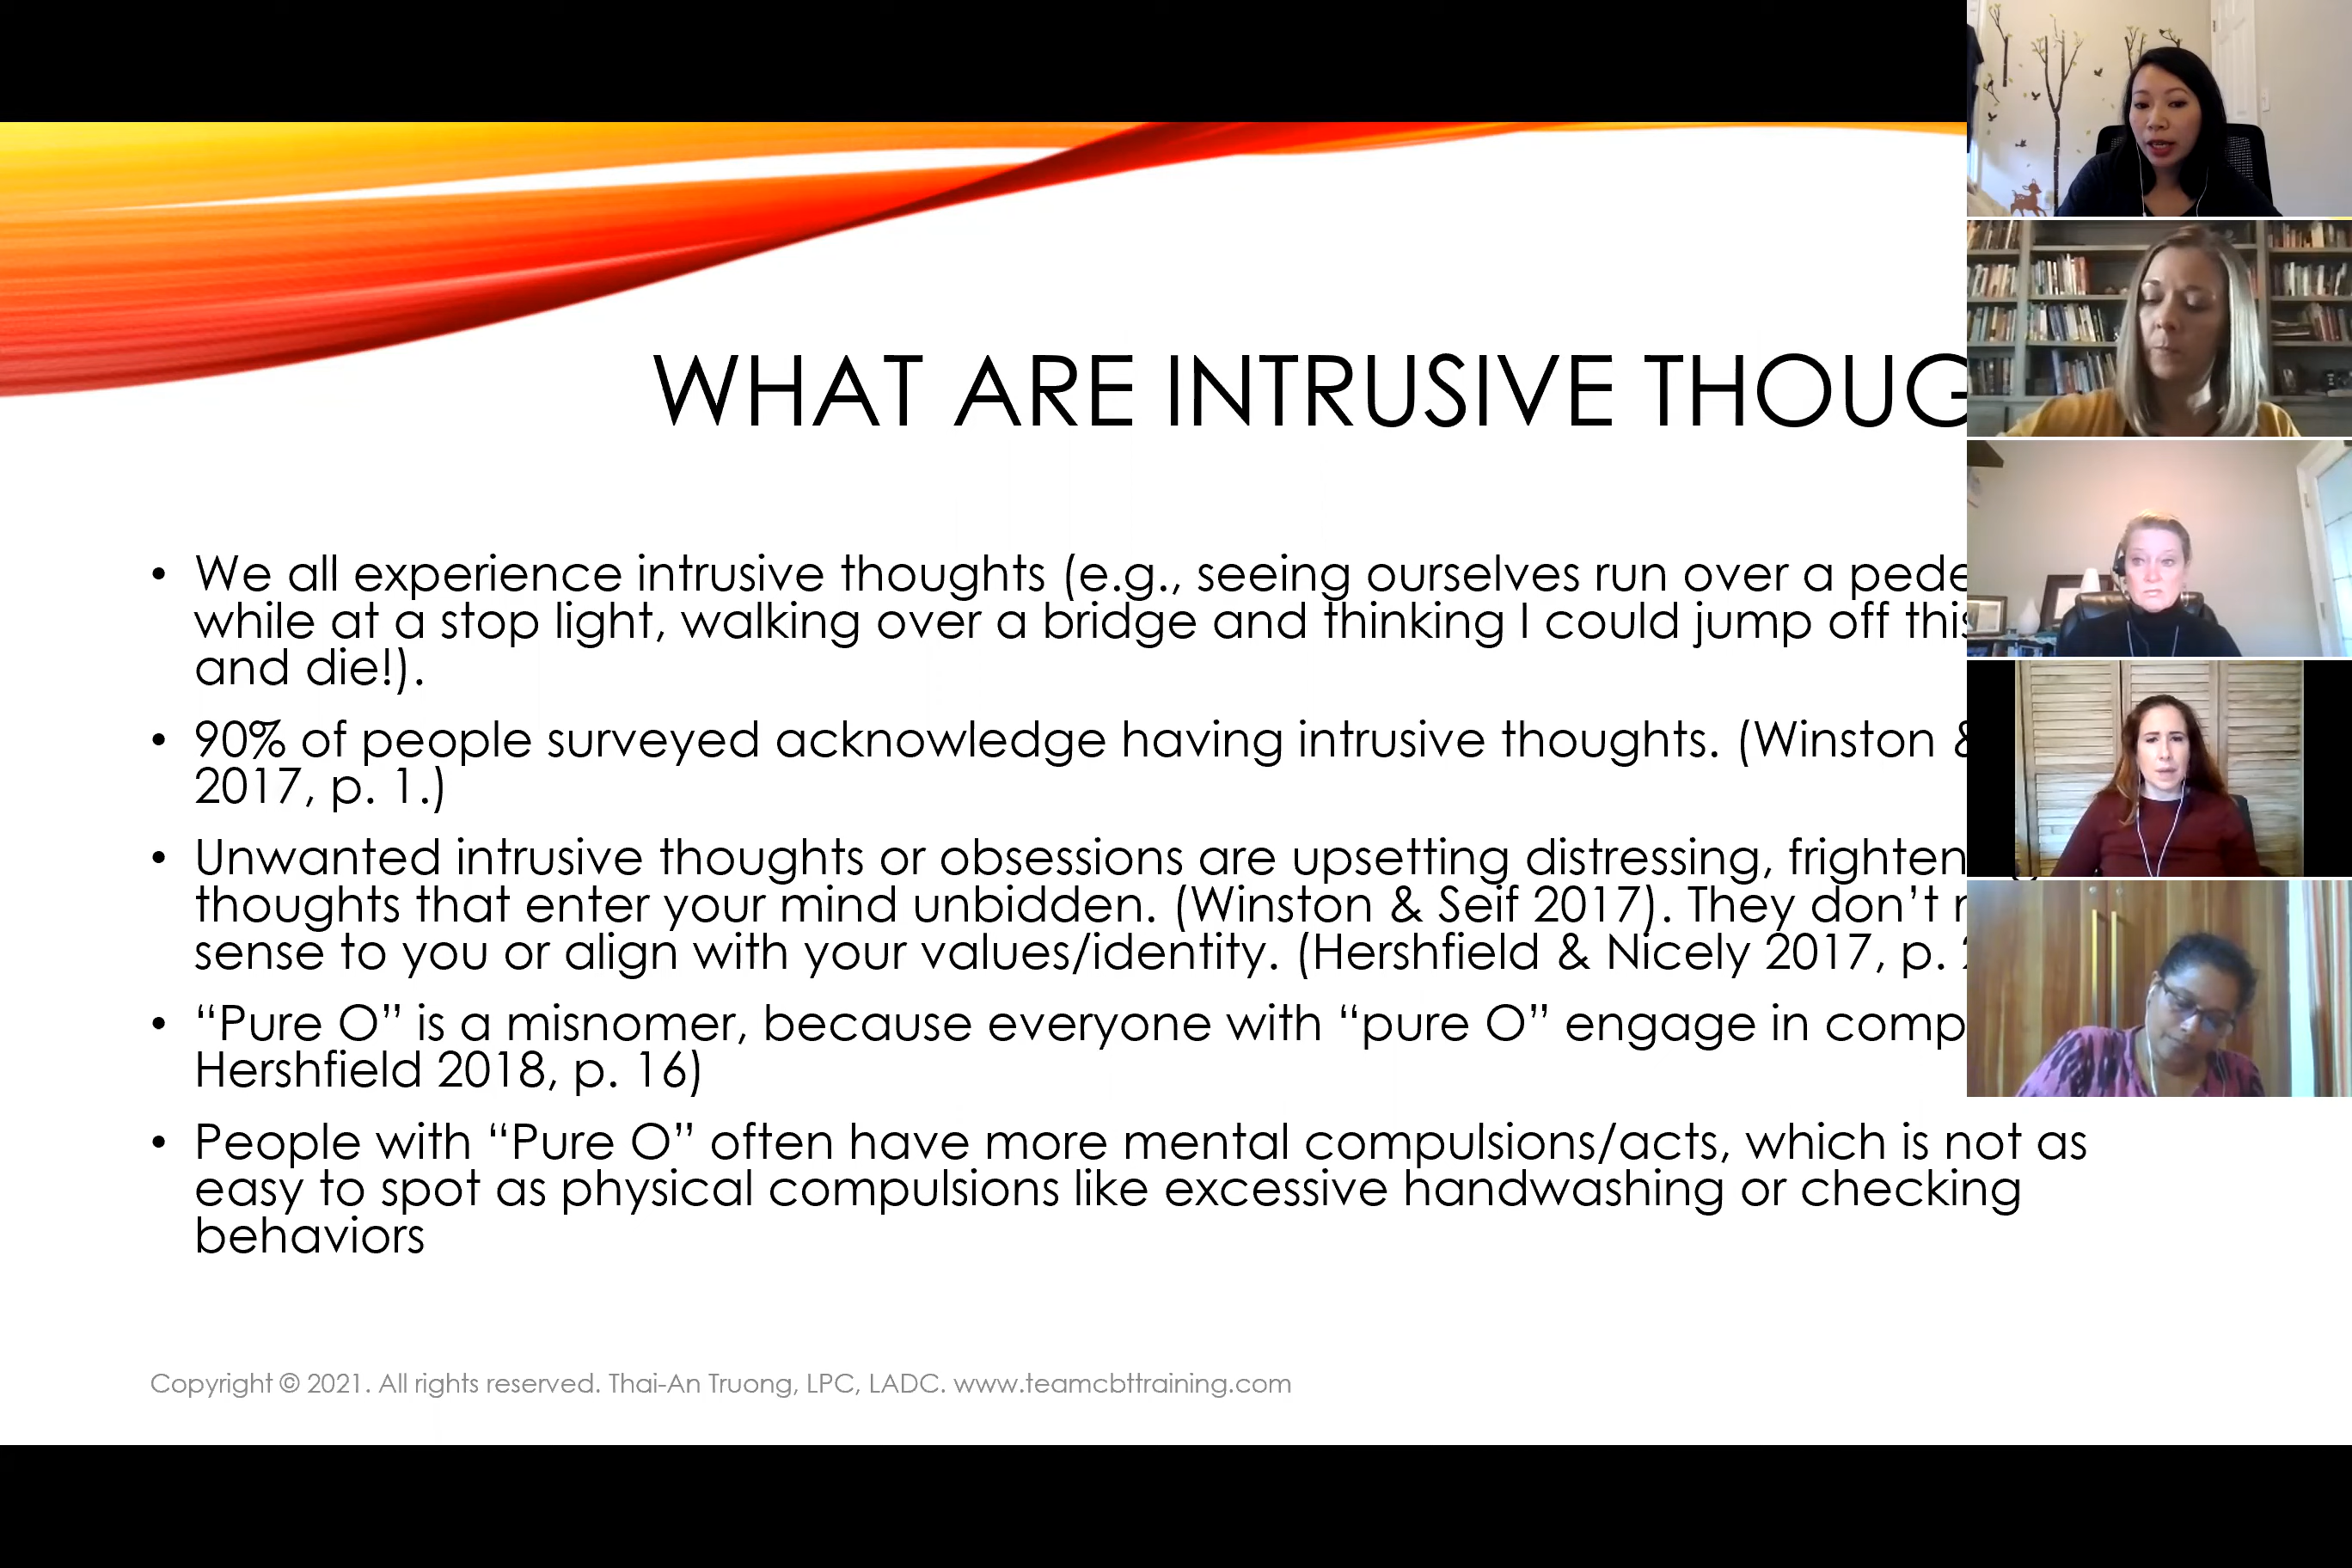 WHAT ARE INTRUSIVE THOUG
• We all experience intrusive thoughts (e.g., seeing ourselves run over a pede
while at a stop light, walking over a bridge and thinking I could jump off this
and die!).
• 90% of people surveyed acknowledge having intrusive thoughts. (Winston &
2017, p. 1.)
• Unwanted intrusive thoughts or obsessions are upsetting distressing, frighten
thoughts that enter your mind unbidden. (Winston & Seif 2017). They don’t
sense to you or align with your values/identity. (Hershfield & Nicely 2017, p.
• “Pure O” is a misnomer, because everyone with “pure O” engage in comp
Hershfield 2018, p. 16)
• People with “Pure O” often have more mental compulsions/acts, which is not as
easy to spot as physical compulsions like excessive handwashing or checking
behaviors
Copyright © 2021. All rights reserved. Thai-An Truong, LPC, LADC. www.teamcbttraining.com